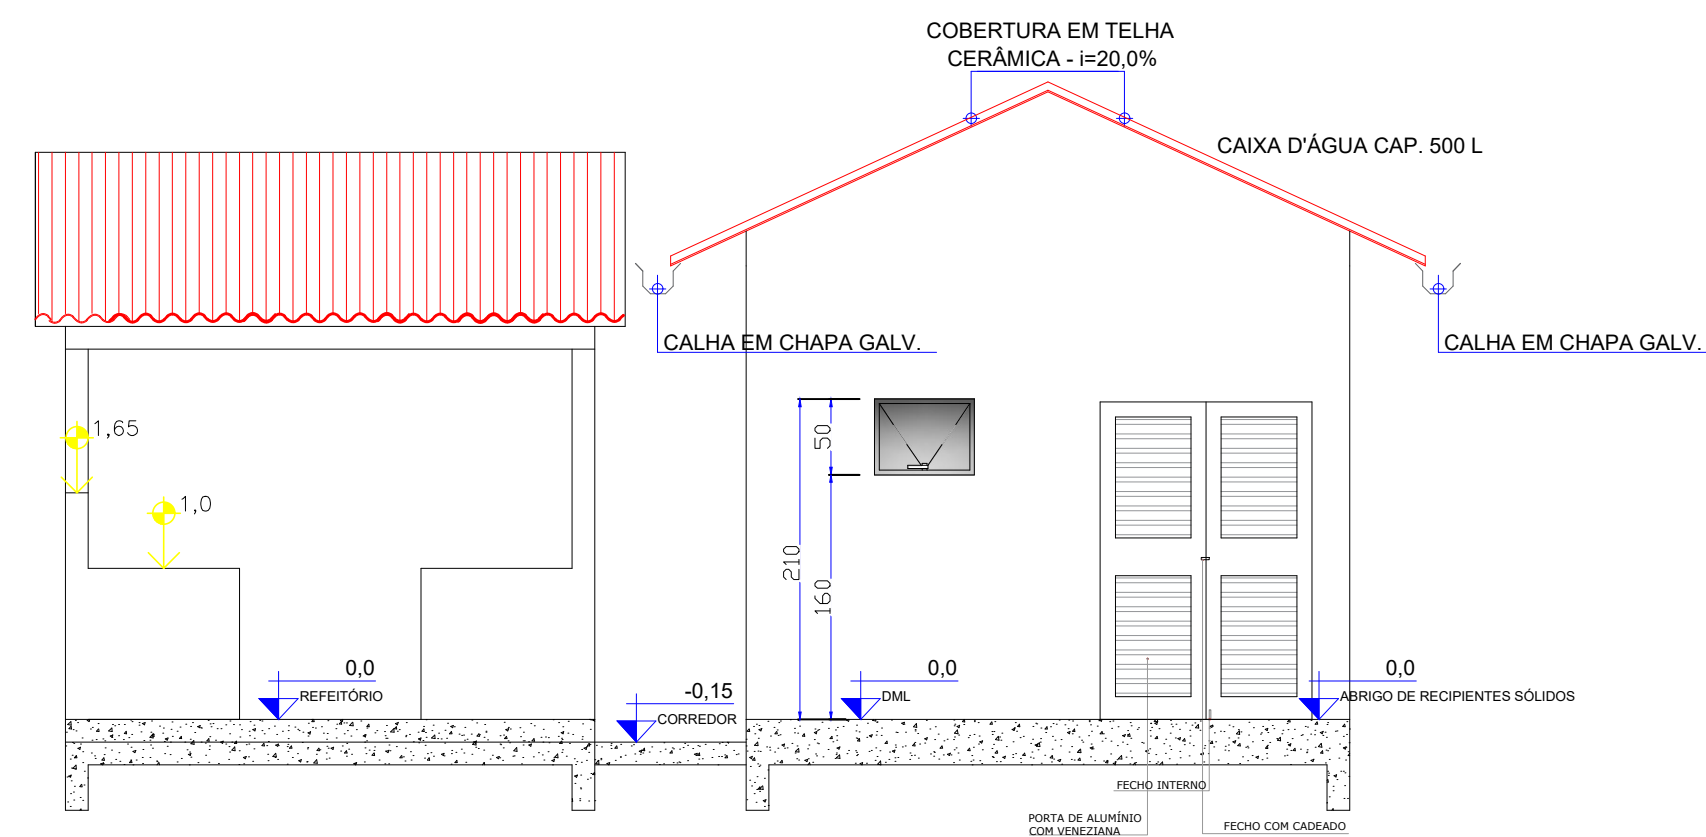 COBERTURA EM TELHA
CERÂMICA - i=20,0%
CAIXA D'ÁGUA CAP. 500 L
CALHA EM CHAPA GALV.
CALHA EM CHAPA GALV.
1,65
1,0
50
210
160
0,0
REFEITÓRIO
-0,15
CORREDOR
0,0
DML
0,0
ABRIGO DE RECIPIENTES SÓLIDOS
FECHO INTERNO
PORTA DE ALUMÍNIO
COM VENEZIANA
FECHO COM CADEADO